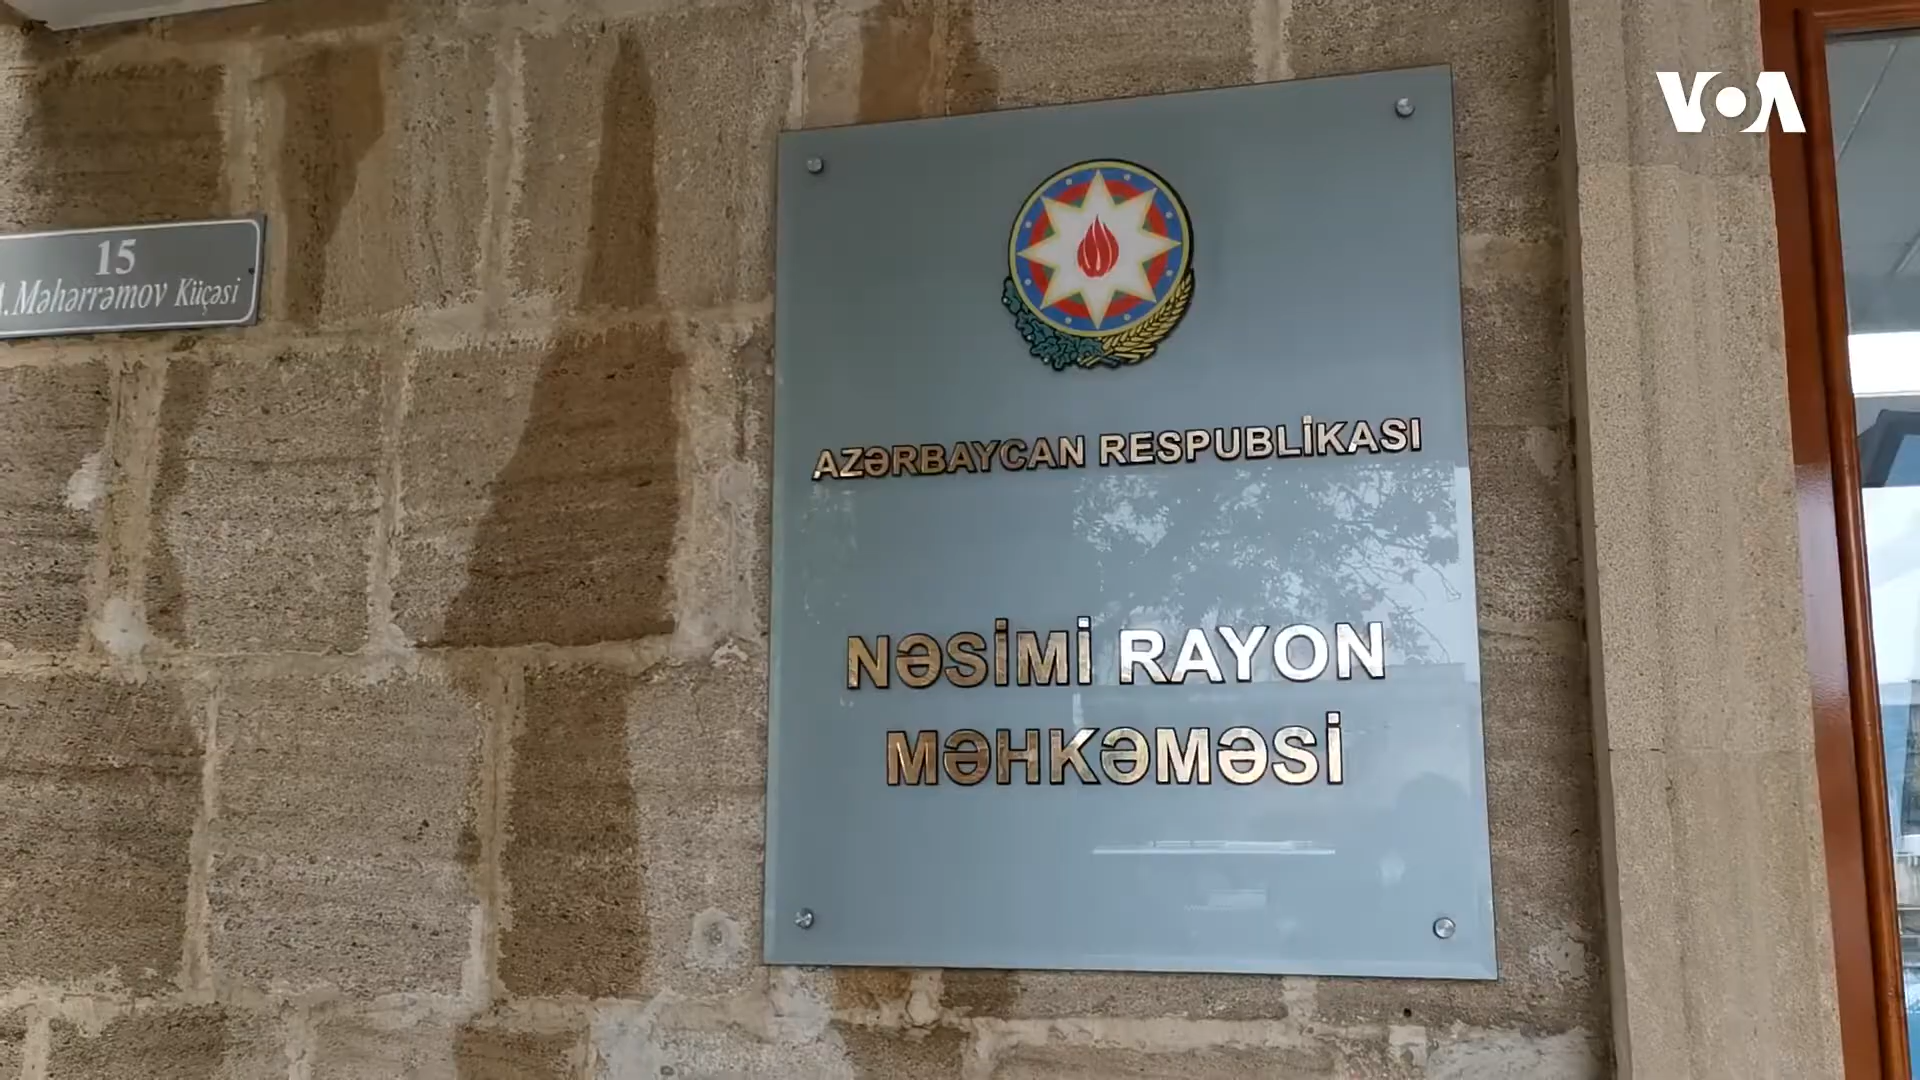 VOA
15
Məhərrəmov Küçəsi
AZƏRBAYCAN RESPUBLİKASI
NƏSİMİ RAYON
MƏHKƏMƏSİ